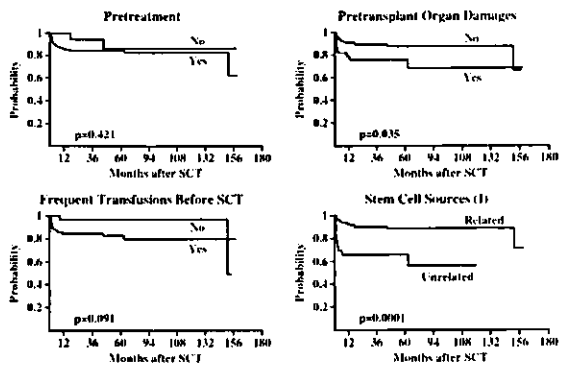 Pretreatment
Probability
1
0.8
0.6
0.4
0.2
No
Yes
p=0.421
12 36 60 84 108 132 156 180
Months after SCT
Pretransplant Organ Damages
Probability
1
0.8
0.6
0.4
0.2
No
Yes
p=0.035
12 36 60 94 108 132 156 180
Months after SCT
Frequent Transfusions Before SCT
Probability
1
0.8
0.6
0.4
0.2
No
Yes
p=0.091
12 36 60 94 108 132 156 180
Months after SCT
Stem Cell Sources (1)
Probability
1
0.8
0.6
0.4
0.2
Related
Unrelated
p=0.0001
12 36 60 94 108 132 156 180
Months after SCT